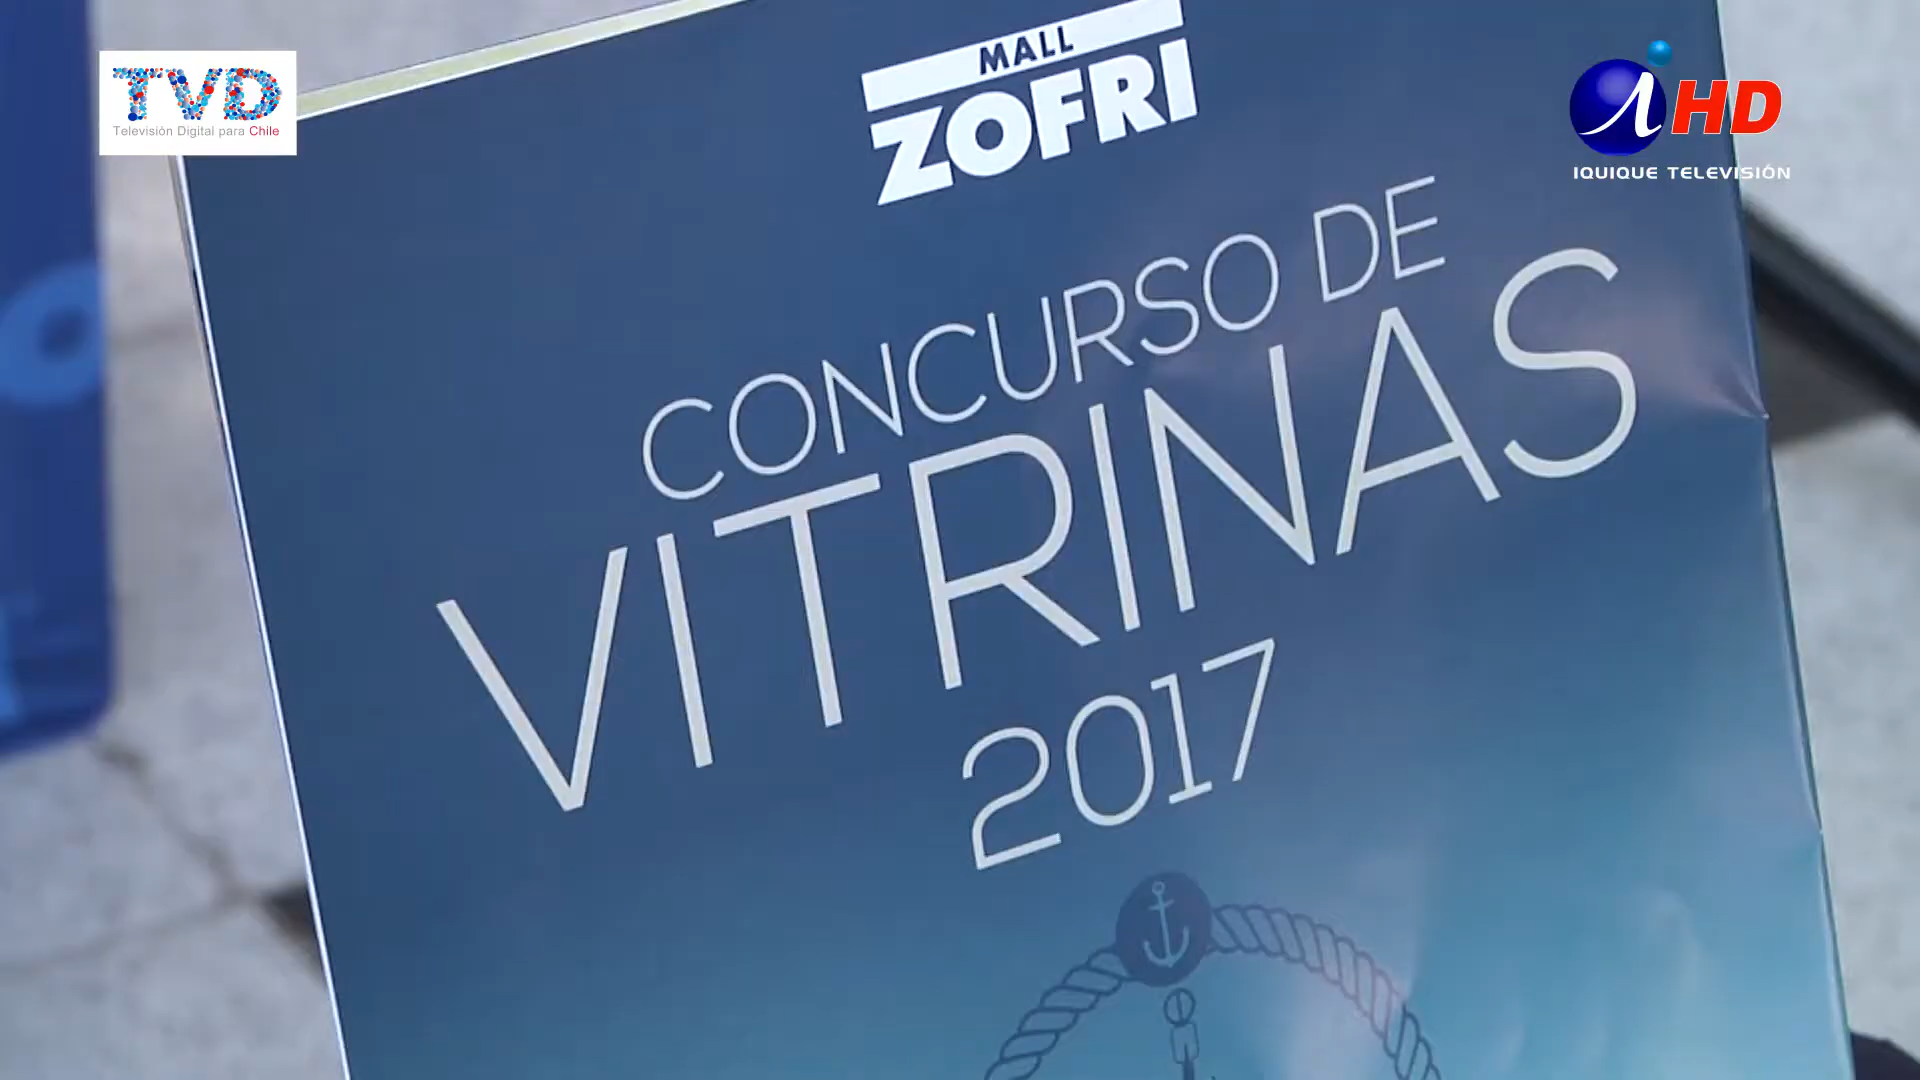 TVD
Televisión Digital para Chile
HD
IQUIQUE TELEVISIÓN
MALL
ZOFRI
CONCURSO DE
VITRINAS
2017